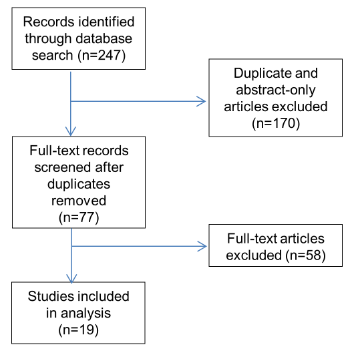 Records identified
through database
search (n=247)
Duplicate and
abstract-only
articles excluded
(n=170)
Full-text records
screened after
duplicates
removed
(n=77)
Full-text articles
excluded (n=58)
Studies included
in analysis
(n=19)